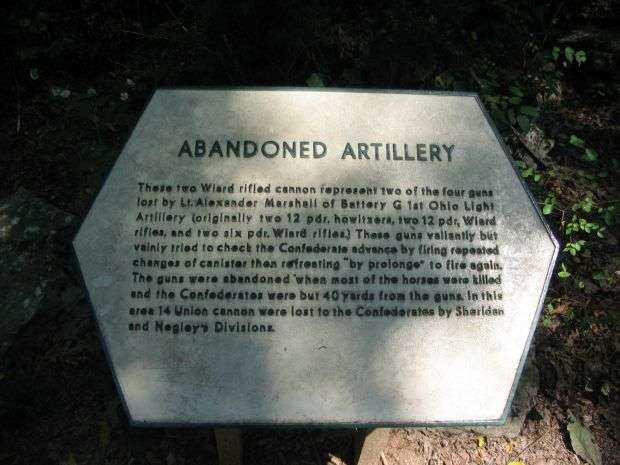 ABANDONED ARTILLERY
These two Wiard rifled cannon represent two of the four guns
lost by Lt. Alexander Marshall of Battery G 1st Ohio Light
Artillery (originally two 12 pdr. howitzers, two 12 pdr. Wiard
rifles, and two six pdr. Wiard rifles.) These guns valiantly but
vainly tried to check the Confederate advance by firing repeated
changes of canister then retreating "by prolonge" to fire again.
The guns were abandoned when most of the horses were killed
and the Confederates were but 40 yards from the guns. In this
area 14 Union cannon were lost to the Confederates by Sheridan
and Negley's Divisions.